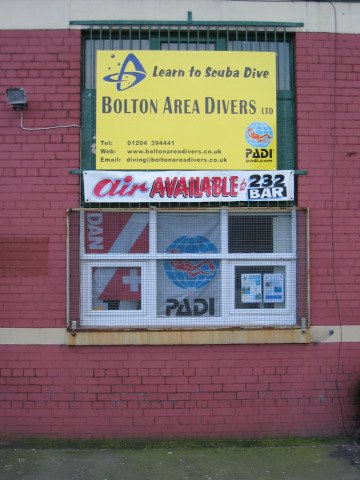 Learn to Scuba Dive
BOLTON AREA DIVERS LTD
Tel: 01204 394441
Web: www.boltonareadivers.co.uk
Email: diving@boltonareadivers.co.uk
PADI
padi.com
air AVAILABLE to 232 BAR
DAN
PADI